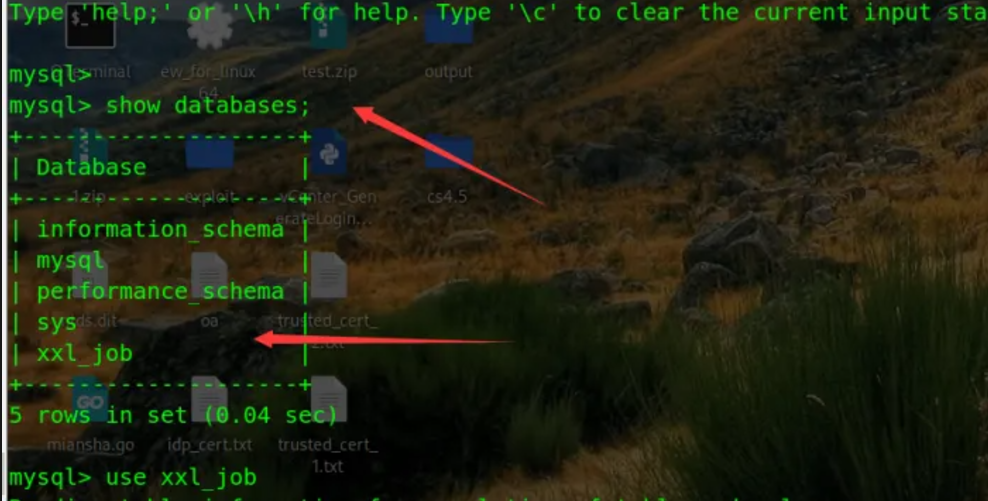 Type 'help;' or '\h' for help. Type '\c' to clear the current input sta
Terminal ew_for_linux64 test.zip output
mysql>
mysql> show databases;
+--------------------+
| Database           |
1.zip exploit vCenter_GenerateLogin... cs4.5
+--------------------+
| information_schema |
| mysql              |
| performance_schema |
| sys                |
ds.dit oa trusted_cert_2.txt
| xxl_job            |
+--------------------+
GO
5 rows in set (0.04 sec)
miansha.go idp_cert.txt trusted_cert_1.txt
mysql> use xxl_job